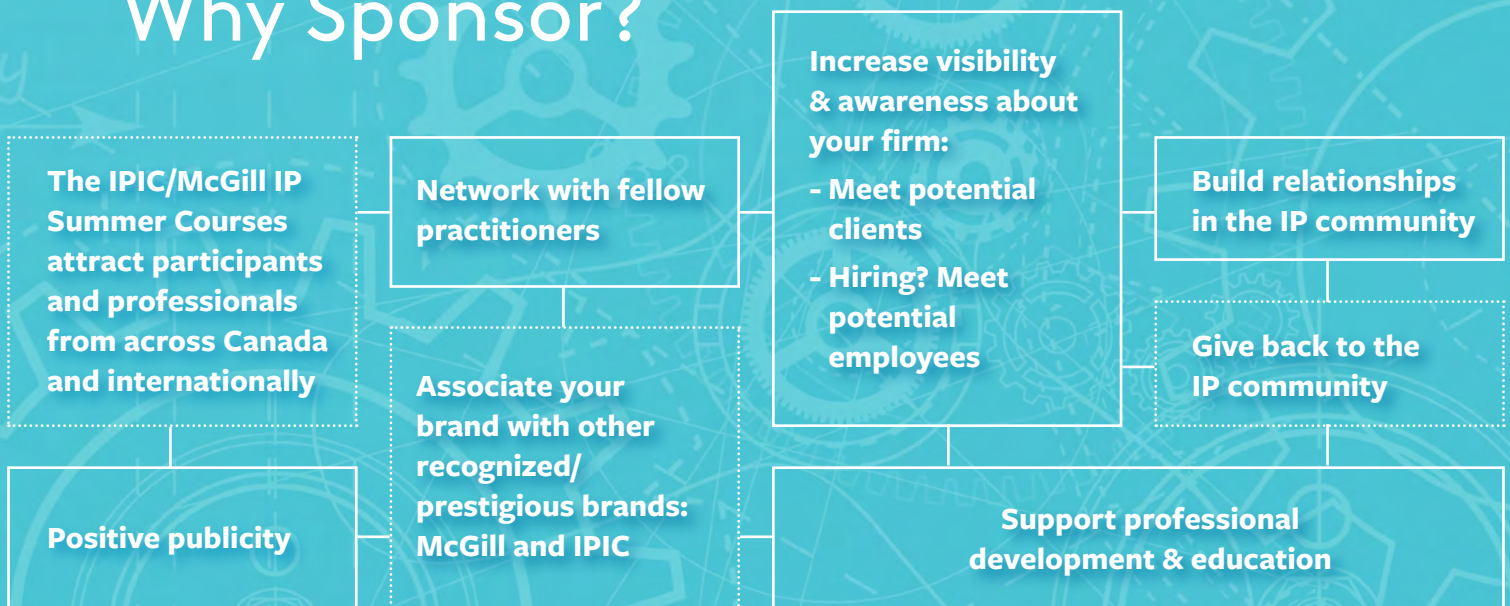 Why Sponsor?
The IPIC/McGill IP
Summer Courses
attract participants
and professionals
from across Canada
and internationally
Network with fellow
practitioners
Increase visibility
& awareness about
your firm:
- Meet potential
clients
- Hiring? Meet
potential
employees
Build relationships
in the IP community
Give back to the
IP community
Positive publicity
Associate your
brand with other
recognized/
prestigious brands:
McGill and IPIC
Support professional
development & education